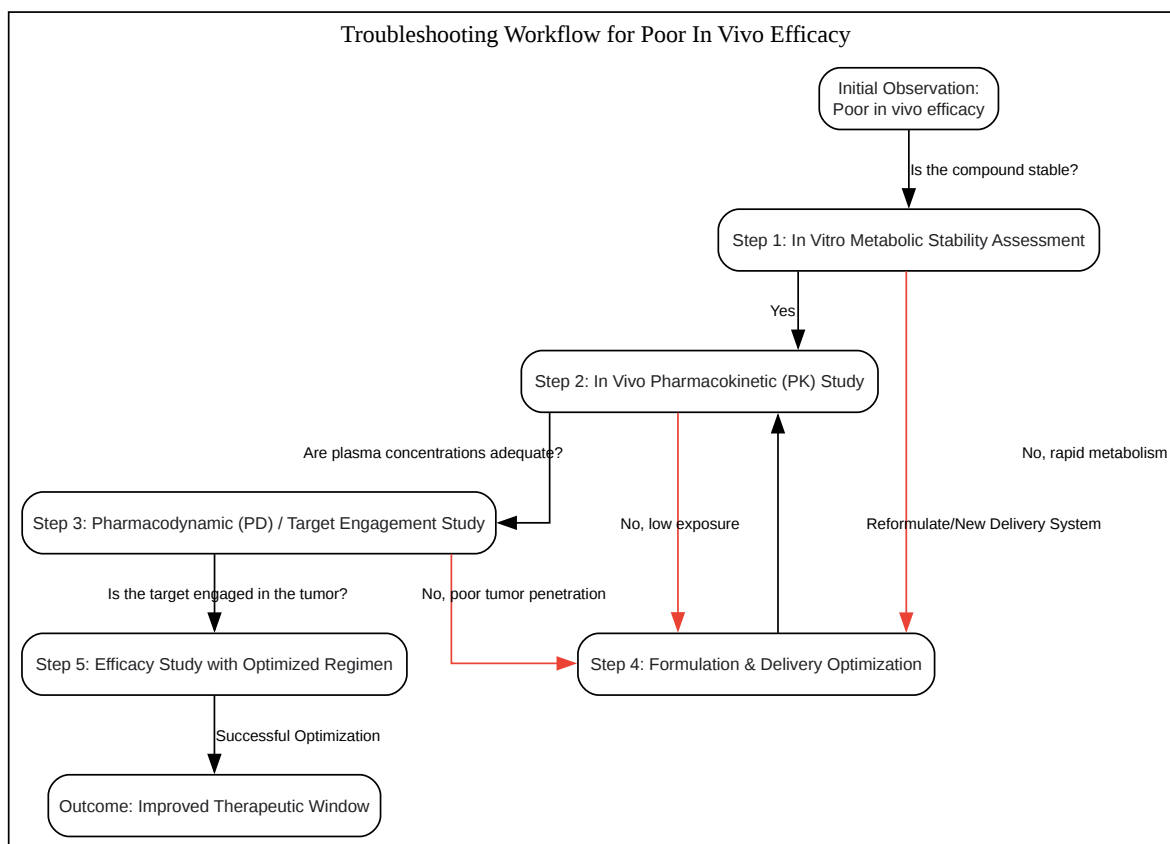 Troubleshooting Workflow for Poor In Vivo Efficacy
Initial Observation:
Poor in vivo efficacy
Is the compound stable?
Step 1: In Vitro Metabolic Stability Assessment
Yes
Step 2: In Vivo Pharmacokinetic (PK) Study
Are plasma concentrations adequate?
No, rapid metabolism
Step 3: Pharmacodynamic (PD) / Target Engagement Study
No, low exposure
Reformulate/New Delivery System
Is the target engaged in the tumor?
No, poor tumor penetration
Step 5: Efficacy Study with Optimized Regimen
Step 4: Formulation & Delivery Optimization
Successful Optimization
Outcome: Improved Therapeutic Window